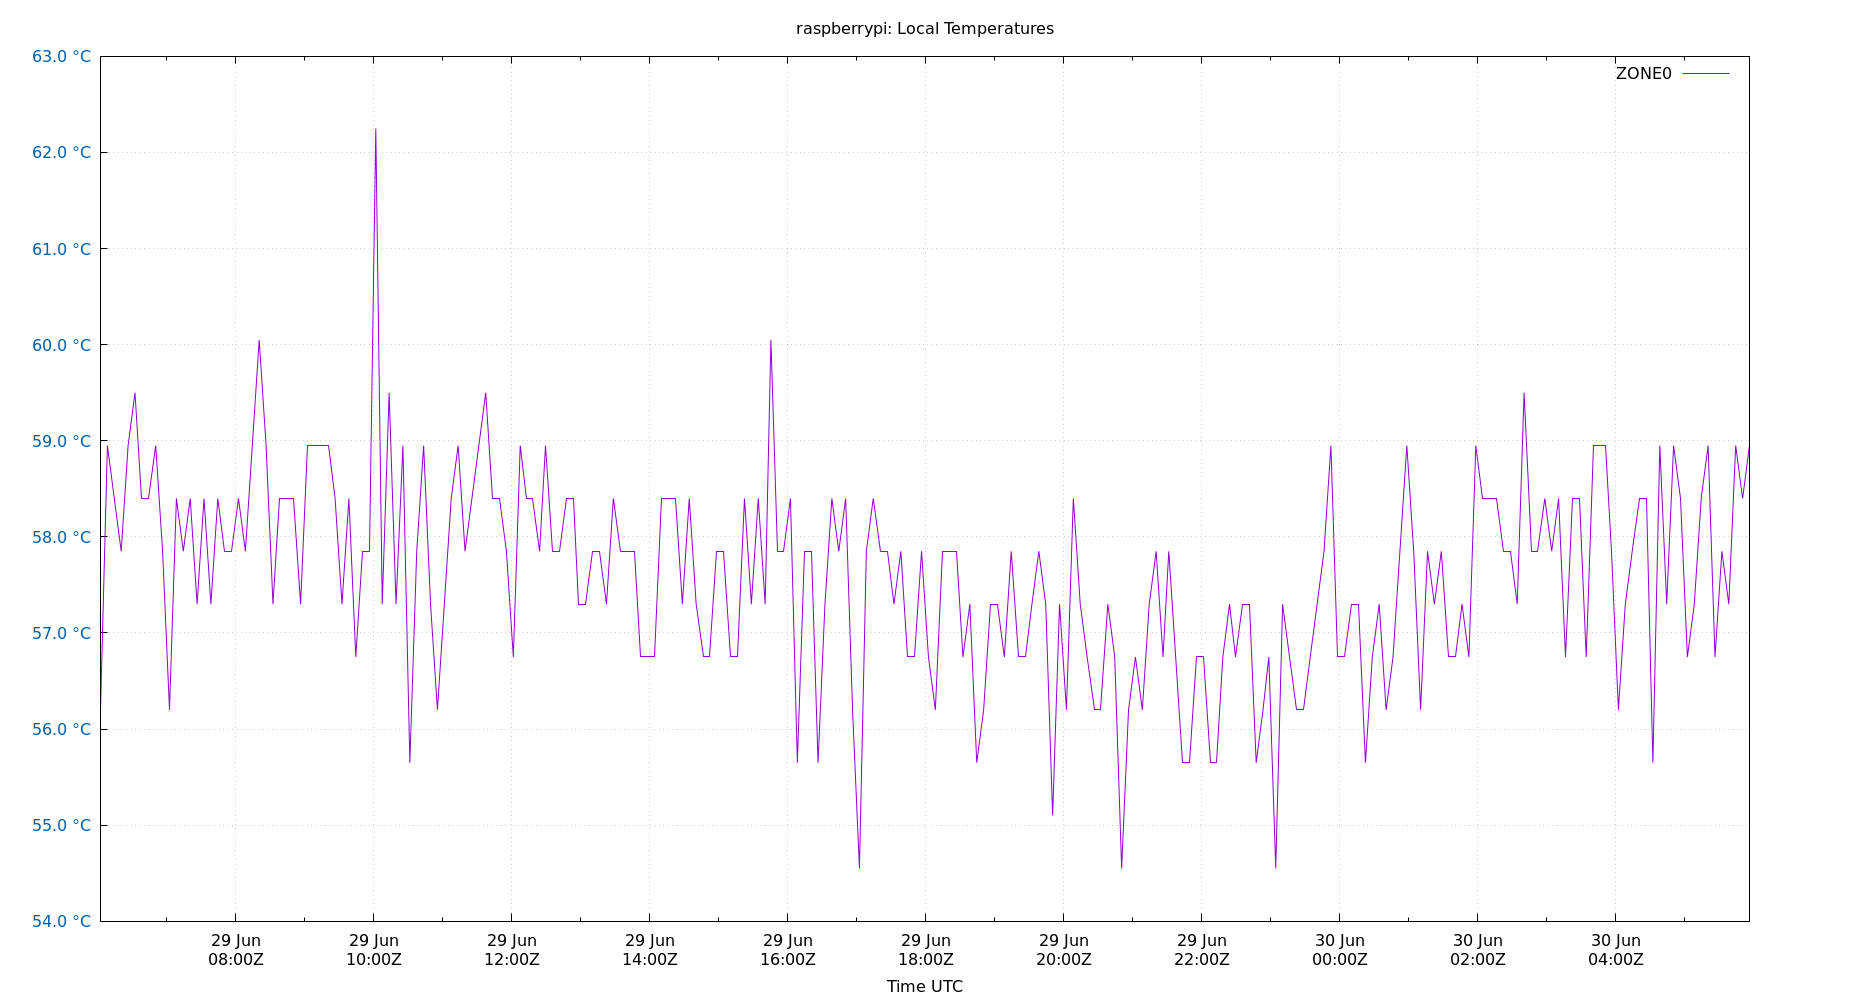 raspberrypi: Local Temperatures
63.0 °C
ZONE0
62.0 °C
61.0 °C
60.0 °C
59.0 °C
58.0 °C
57.0 °C
56.0 °C
55.0 °C
54.0 °C
29 Jun 29 Jun 29 Jun 29 Jun 29 Jun 29 Jun 29 Jun 29 Jun 30 Jun 30 Jun 30 Jun
08:00Z 10:00Z 12:00Z 14:00Z 16:00Z 18:00Z 20:00Z 22:00Z 00:00Z 02:00Z 04:00Z
Time UTC